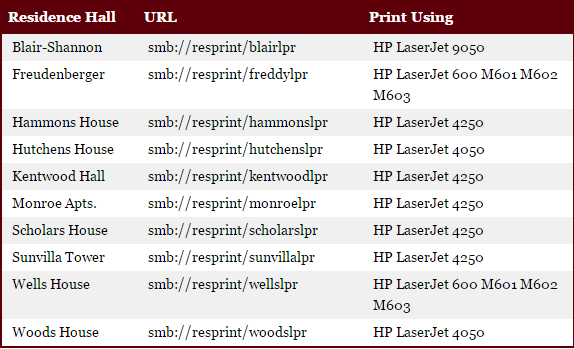 Residence Hall URL Print Using
Blair-Shannon smb://resprint/blairlpr HP LaserJet 9050
Freudenberger smb://resprint/freddylpr HP LaserJet 600 M601 M602
M603
Hammons House smb://resprint/hammonslpr HP LaserJet 4250
Hutchens House smb://resprint/hutchenslpr HP LaserJet 4050
Kentwood Hall smb://resprint/kentwoodlpr HP LaserJet 4250
Monroe Apts. smb://resprint/monroelpr HP LaserJet 4250
Scholars House smb://resprint/scholarslpr HP LaserJet 4250
Sunvilla Tower smb://resprint/sunvillalpr HP LaserJet 4250
Wells House smb://resprint/wellslpr HP LaserJet 600 M601 M602
M603
Woods House smb://resprint/woodslpr HP LaserJet 4050